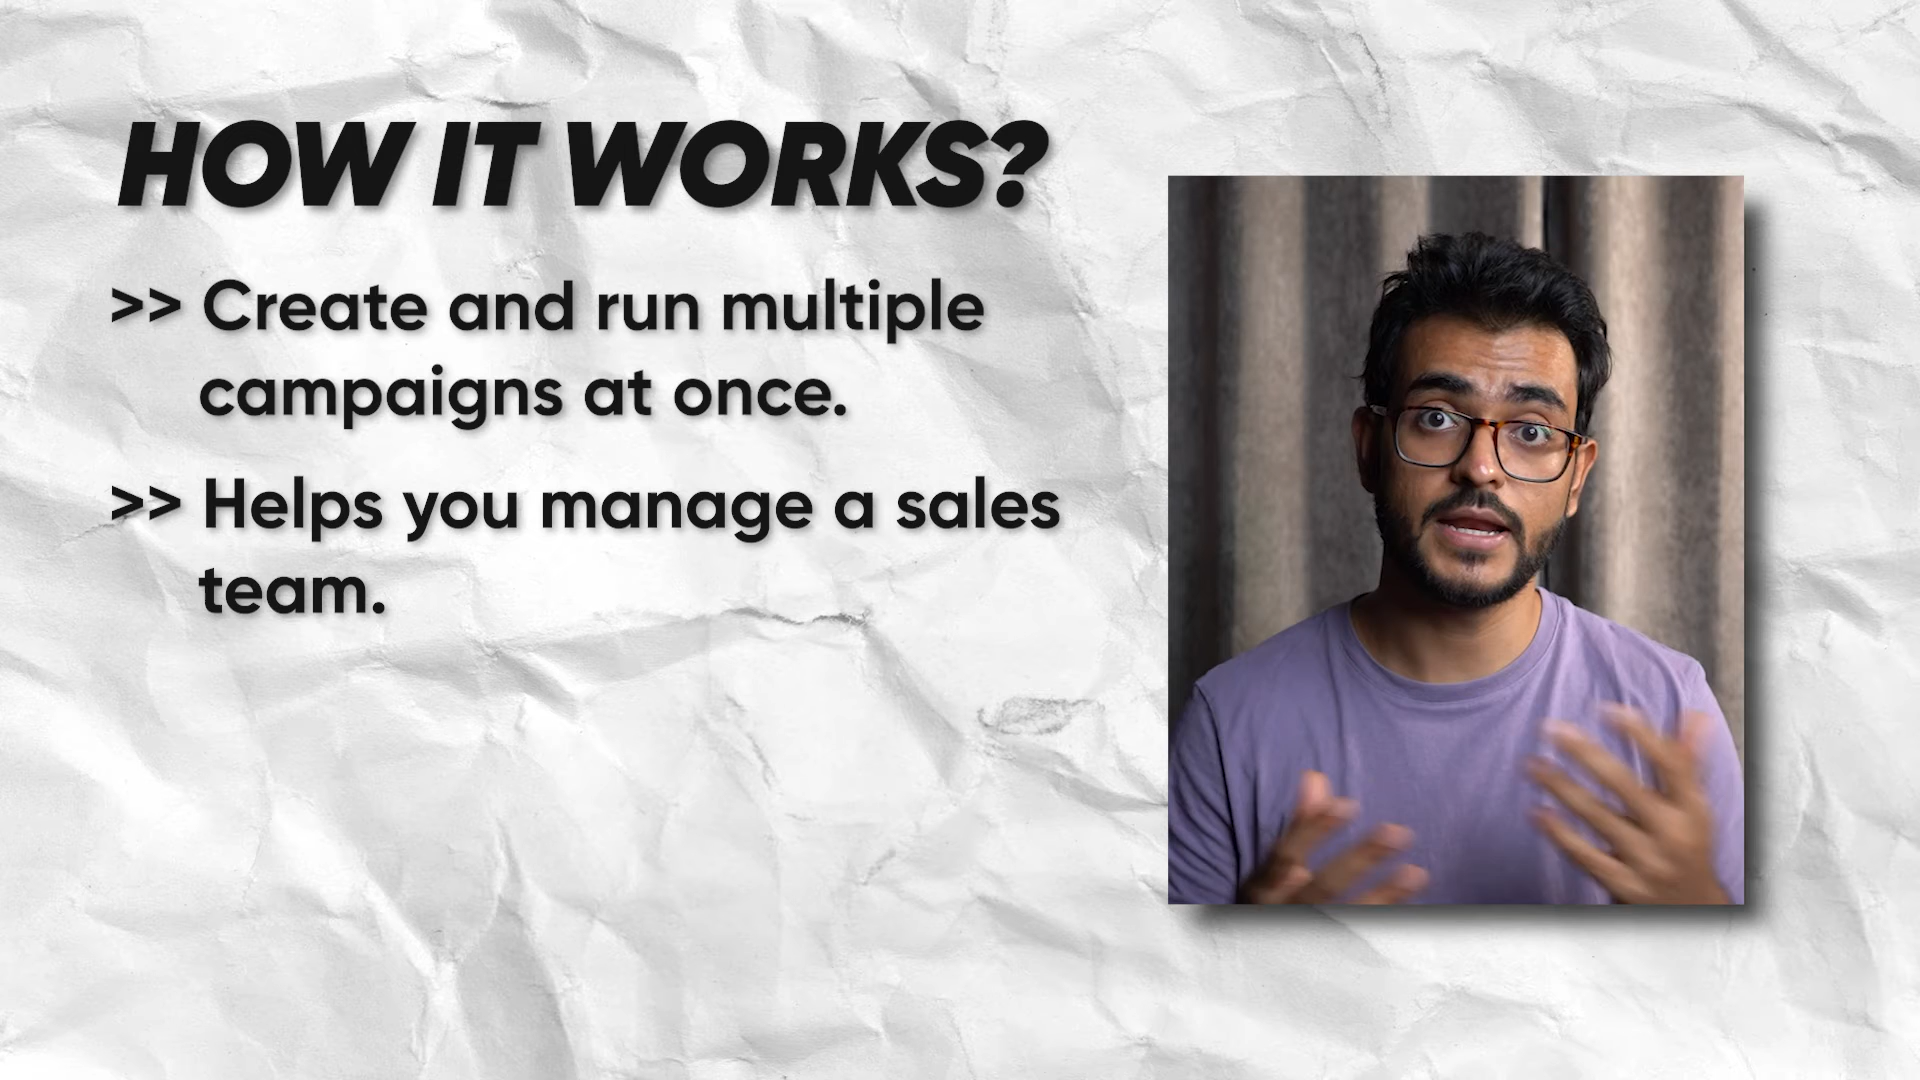 HOW IT WORKS?
>> Create and run multiple
campaigns at once.
>> Helps you manage a sales
team.